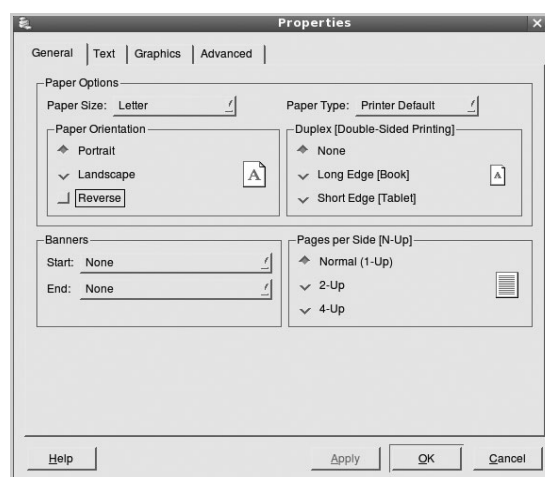 Properties
General Text Graphics Advanced
Paper Options
Paper Size: Letter Paper Type: Printer Default
Paper Orientation
Portrait
Landscape
Reverse
A
Duplex [Double-Sided Printing]
None
Long Edge [Book]
Short Edge [Tablet]
A
Banners
Start: None
End: None
Pages per Side [N-Up]
Normal (1-Up)
2-Up
4-Up
Help Apply OK Cancel